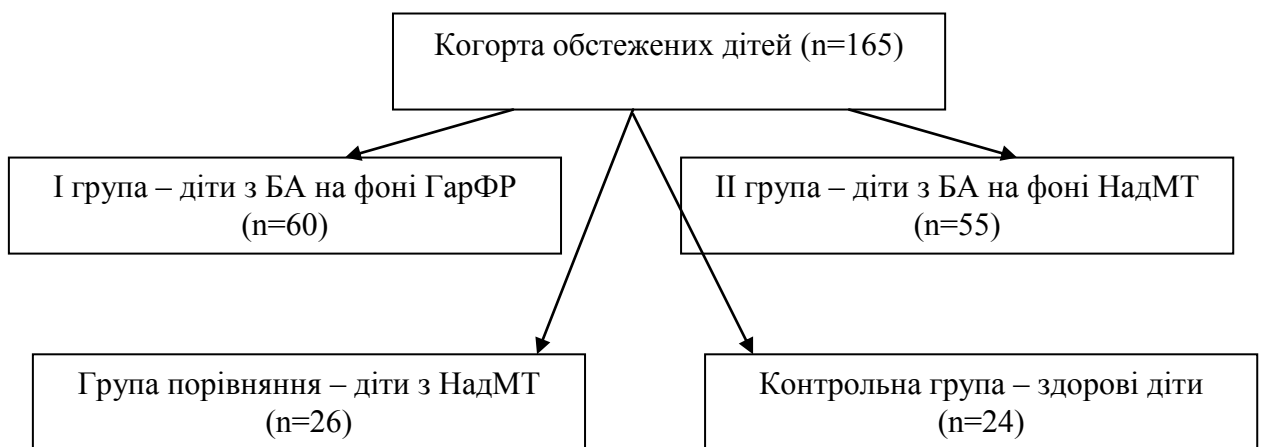 Когорта обстежених дітей (n=165)
І група – діти з БА на фоні ГарФР
(n=60)
ІІ група – діти з БА на фоні НадМТ
(n=55)
Група порівняння – діти з НадМТ
(n=26)
Контрольна група – здорові діти
(n=24)